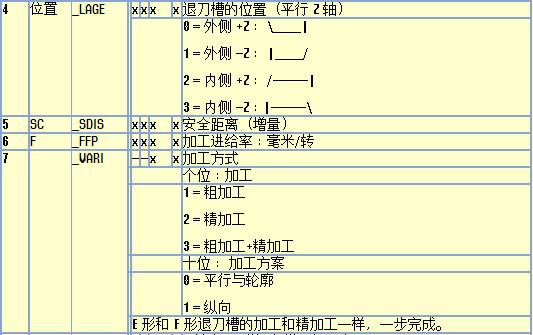 4 位置 _LAGE xxx x 退刀槽的位置（平行 Z 轴）
0 = 外侧 +Z： \____|
1 = 外侧 -Z： |____/
2 = 内侧 +Z： /----|
3 = 内侧 -Z：|----\
5 SC _SDIS xxx x 安全距离（增量）
6 F _FFP xxx x 加工进给率：毫米/转
7 _VARI --x x 加工方式
个位：加工
1 = 粗加工
2 = 精加工
3 = 粗加工+精加工
十位： 加工方案
0 = 平行与轮廓
1 = 纵向
E 形和 F 形退刀槽的加工和精加工一样，一步完成。